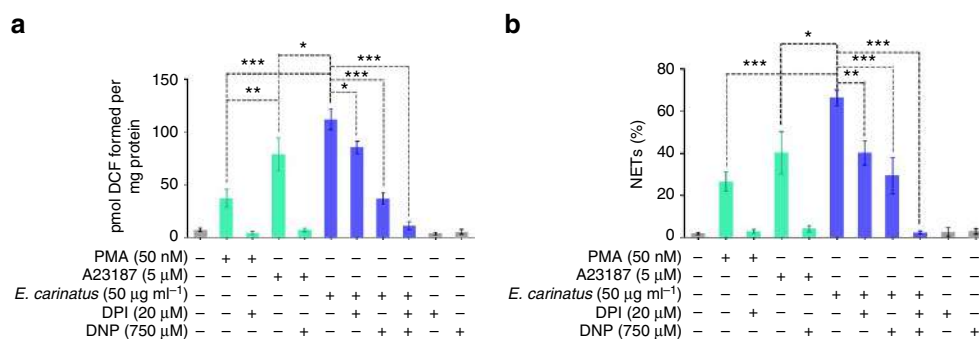 a
b
*
***
***
***
**
*
150
100
50
0
pmol DCF formed per
mg protein
PMA (50 nM) − + + − − − − − − − −
A23187 (5 µM) − − − + + − − − − − −
E. carinatus (50 µg ml⁻¹) − − − − − + + + + − −
DPI (20 µM) − − + − − − + − + + −
DNP (750 µM) − − − − + − − + + − +
*
***
***
***
**
80
60
40
20
0
NETs (%)
PMA (50 nM) − + + − − − − − − − −
A23187 (5 µM) − − − + + − − − − − −
E. carinatus (50 µg ml⁻¹) − − − − − + + + + − −
DPI (20 µM) − − + − − − + − + + −
DNP (750 µM) − − − − + − − + + − +